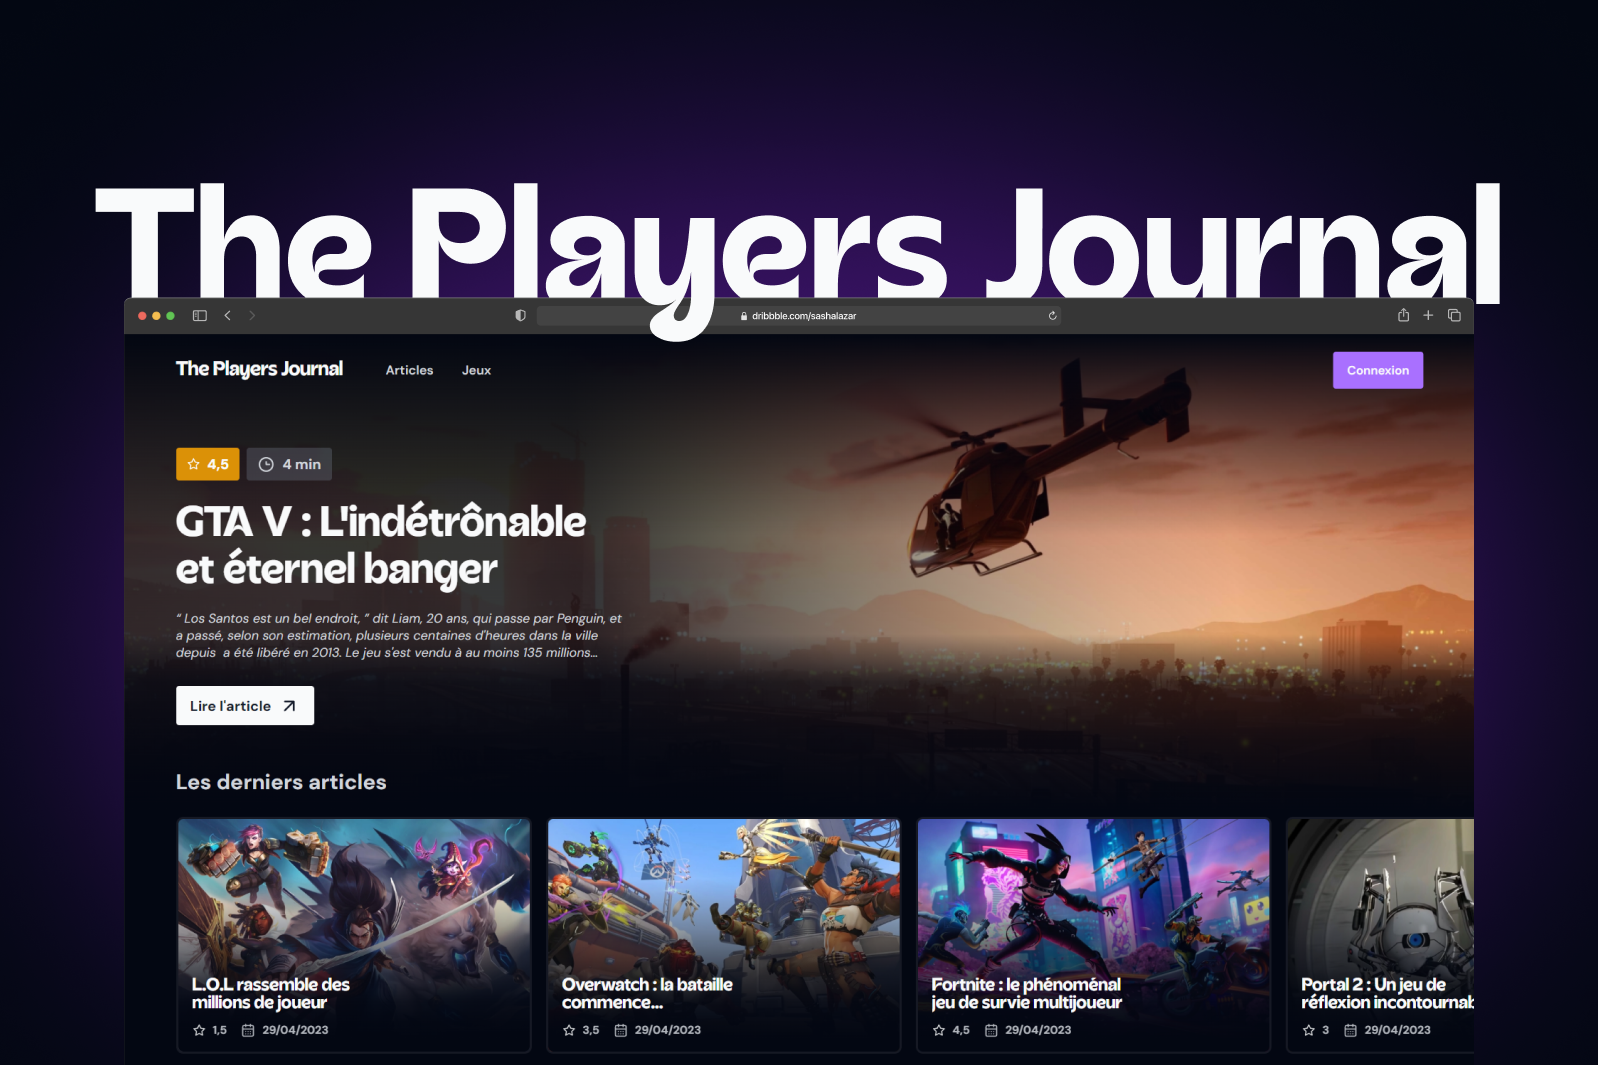 The Players Journal
dribbble.com/sashalazar
The Players Journal
Articles
Jeux
Connexion
4,5
4 min
GTA V : L'indétrônable
et éternel banger
“ Los Santos est un bel endroit, ” dit Liam, 20 ans, qui passe par Penguin, et
a passé, selon son estimation, plusieurs centaines d'heures dans la ville
depuis a été libéré en 2013. Le jeu s'est vendu à au moins 135 millions...
Lire l'article
Les derniers articles
L.O.L rassemble des
millions de joueur
1,5
29/04/2023
Overwatch : la bataille
commence...
3,5
29/04/2023
Fortnite : le phénoménal
jeu de survie multijoueur
4,5
29/04/2023
Portal 2 : Un jeu de
réflexion incontournab
3
29/04/2023